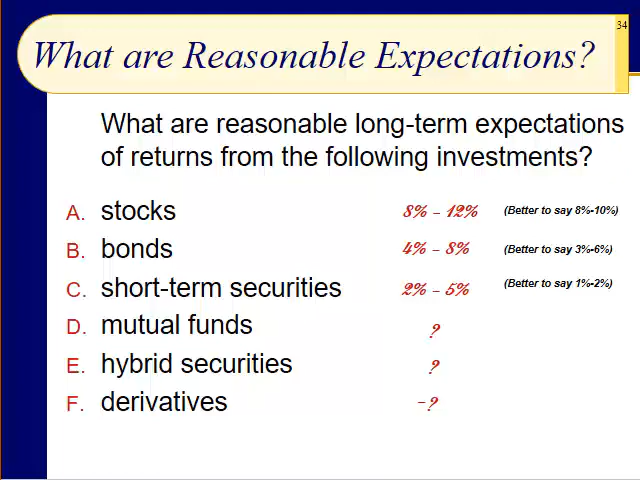 34
What are Reasonable Expectations?
What are reasonable long-term expectations
of returns from the following investments?
A. stocks 8% - 12% (Better to say 8%-10%)
B. bonds 4% - 8% (Better to say 3%-6%)
C. short-term securities 2% - 5% (Better to say 1%-2%)
D. mutual funds ?
E. hybrid securities ?
F. derivatives -?